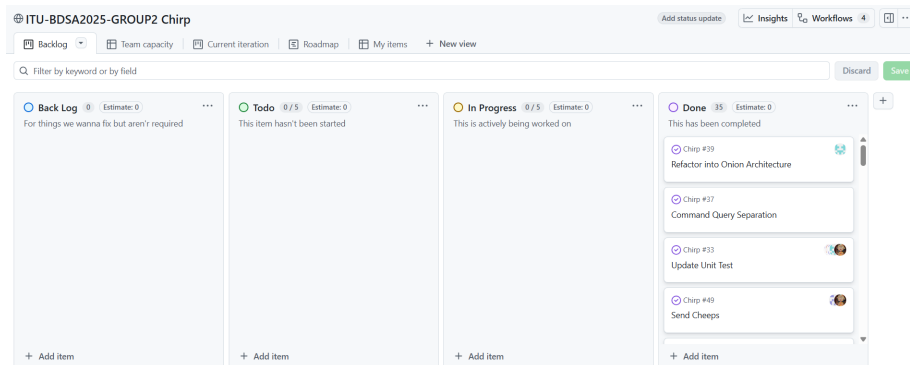 ITU-BDSA2025-GROUP2 Chirp
Add status update
Insights
Workflows 4
Backlog
Team capacity
Current iteration
Roadmap
My items
+ New view
Filter by keyword or by field
Discard
Save
Back Log 0 Estimate: 0
For things we wanna fix but aren'r required
+ Add item
Todo 0 / 5 Estimate: 0
This item hasn't been started
+ Add item
In Progress 0 / 5 Estimate: 0
This is actively being worked on
+ Add item
Done 35 Estimate: 0
This has been completed
Chirp #39
Refactor into Onion Architecture
Chirp #37
Command Query Separation
Chirp #33
Update Unit Test
Chirp #49
Send Cheeps
+ Add item